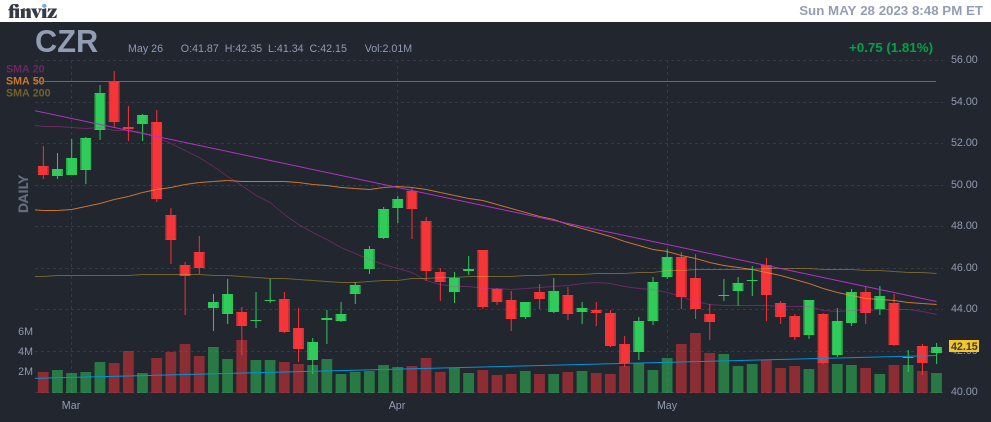 finviz
Sun MAY 28 2023 8:48 PM ET
CZR
May 26 O:41.87 H:42.35 L:41.34 C:42.15 Vol:2.01M
+0.75 (1.81%)
SMA 20
SMA 50
SMA 200
DAILY
56.00
54.00
52.00
50.00
48.00
46.00
44.00
42.15
40.00
6M
4M
2M
Mar
Apr
May